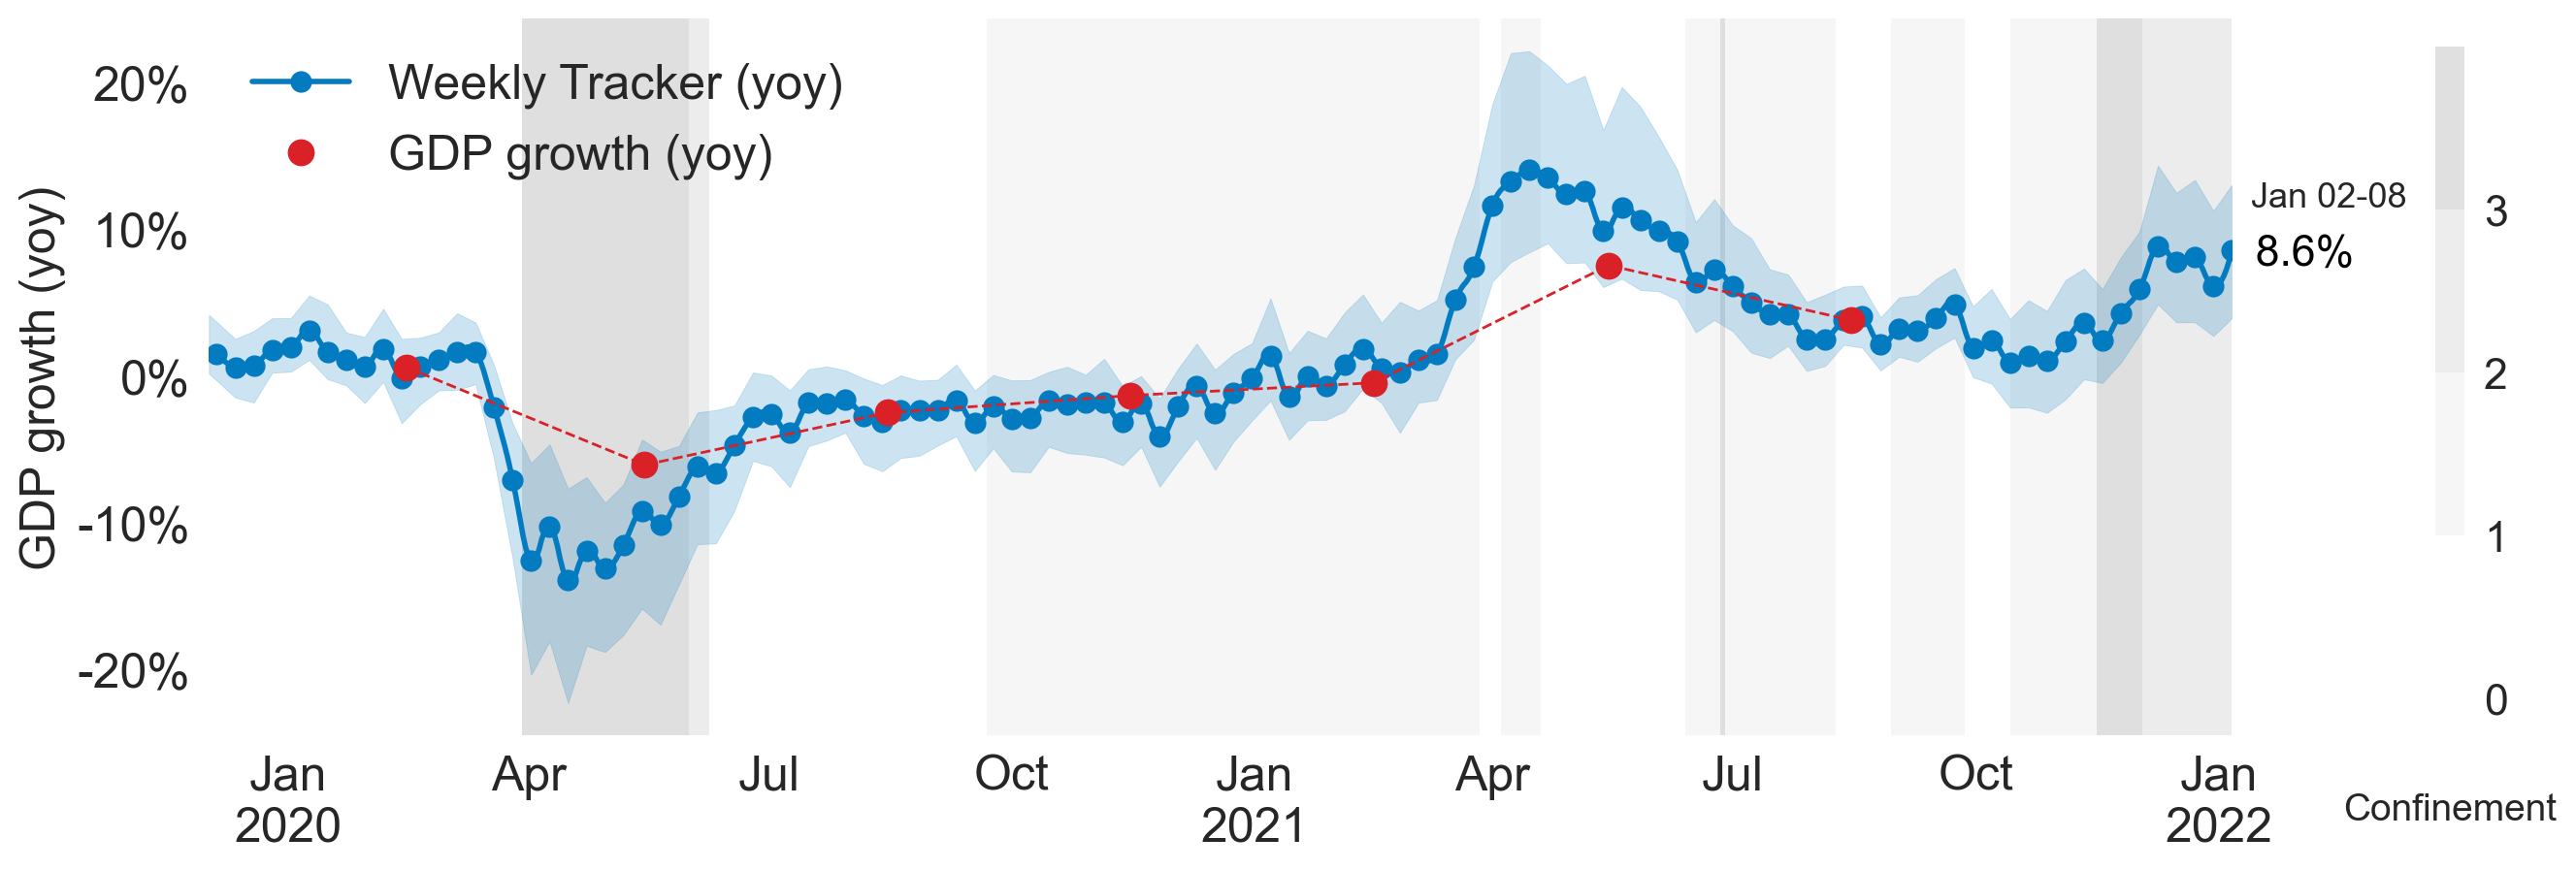 Weekly Tracker (yoy)
GDP growth (yoy)
GDP growth (yoy)
20%
10%
0%
-10%
-20%
Jan 02-08
8.6%
3
2
1
0
Jan Apr Jul Oct Jan Apr Jul Oct Jan
2020 2021 2022
Confinement